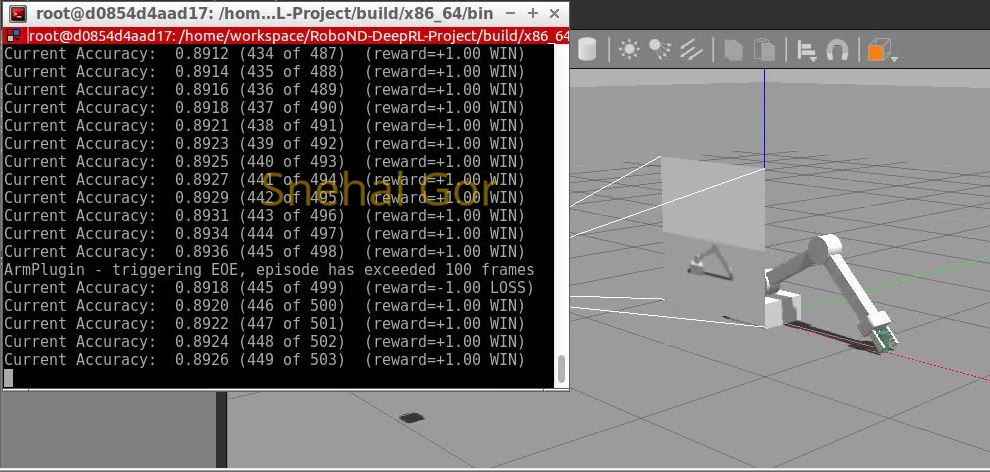 root@d0854d4aad17: /hom...L-Project/build/x86_64/bin
root@d0854d4aad17: /home/workspace/RoboND-DeepRL-Project/build/x86_64
Current Accuracy:  0.8912 (434 of 487)  (reward=+1.00 WIN)
Current Accuracy:  0.8914 (435 of 488)  (reward=+1.00 WIN)
Current Accuracy:  0.8916 (436 of 489)  (reward=+1.00 WIN)
Current Accuracy:  0.8918 (437 of 490)  (reward=+1.00 WIN)
Current Accuracy:  0.8921 (438 of 491)  (reward=+1.00 WIN)
Current Accuracy:  0.8923 (439 of 492)  (reward=+1.00 WIN)
Current Accuracy:  0.8925 (440 of 493)  (reward=+1.00 WIN)
Current Accuracy:  0.8927 (441 of 494)  (reward=+1.00 WIN)
Snehal Gor
Current Accuracy:  0.8929 (442 of 495)  (reward=+1.00 WIN)
Current Accuracy:  0.8931 (443 of 496)  (reward=+1.00 WIN)
Current Accuracy:  0.8934 (444 of 497)  (reward=+1.00 WIN)
Current Accuracy:  0.8936 (445 of 498)  (reward=+1.00 WIN)
ArmPlugin - triggering EOE, episode has exceeded 100 frames
Current Accuracy:  0.8918 (445 of 499)  (reward=-1.00 LOSS)
Current Accuracy:  0.8920 (446 of 500)  (reward=+1.00 WIN)
Current Accuracy:  0.8922 (447 of 501)  (reward=+1.00 WIN)
Current Accuracy:  0.8924 (448 of 502)  (reward=+1.00 WIN)
Current Accuracy:  0.8926 (449 of 503)  (reward=+1.00 WIN)